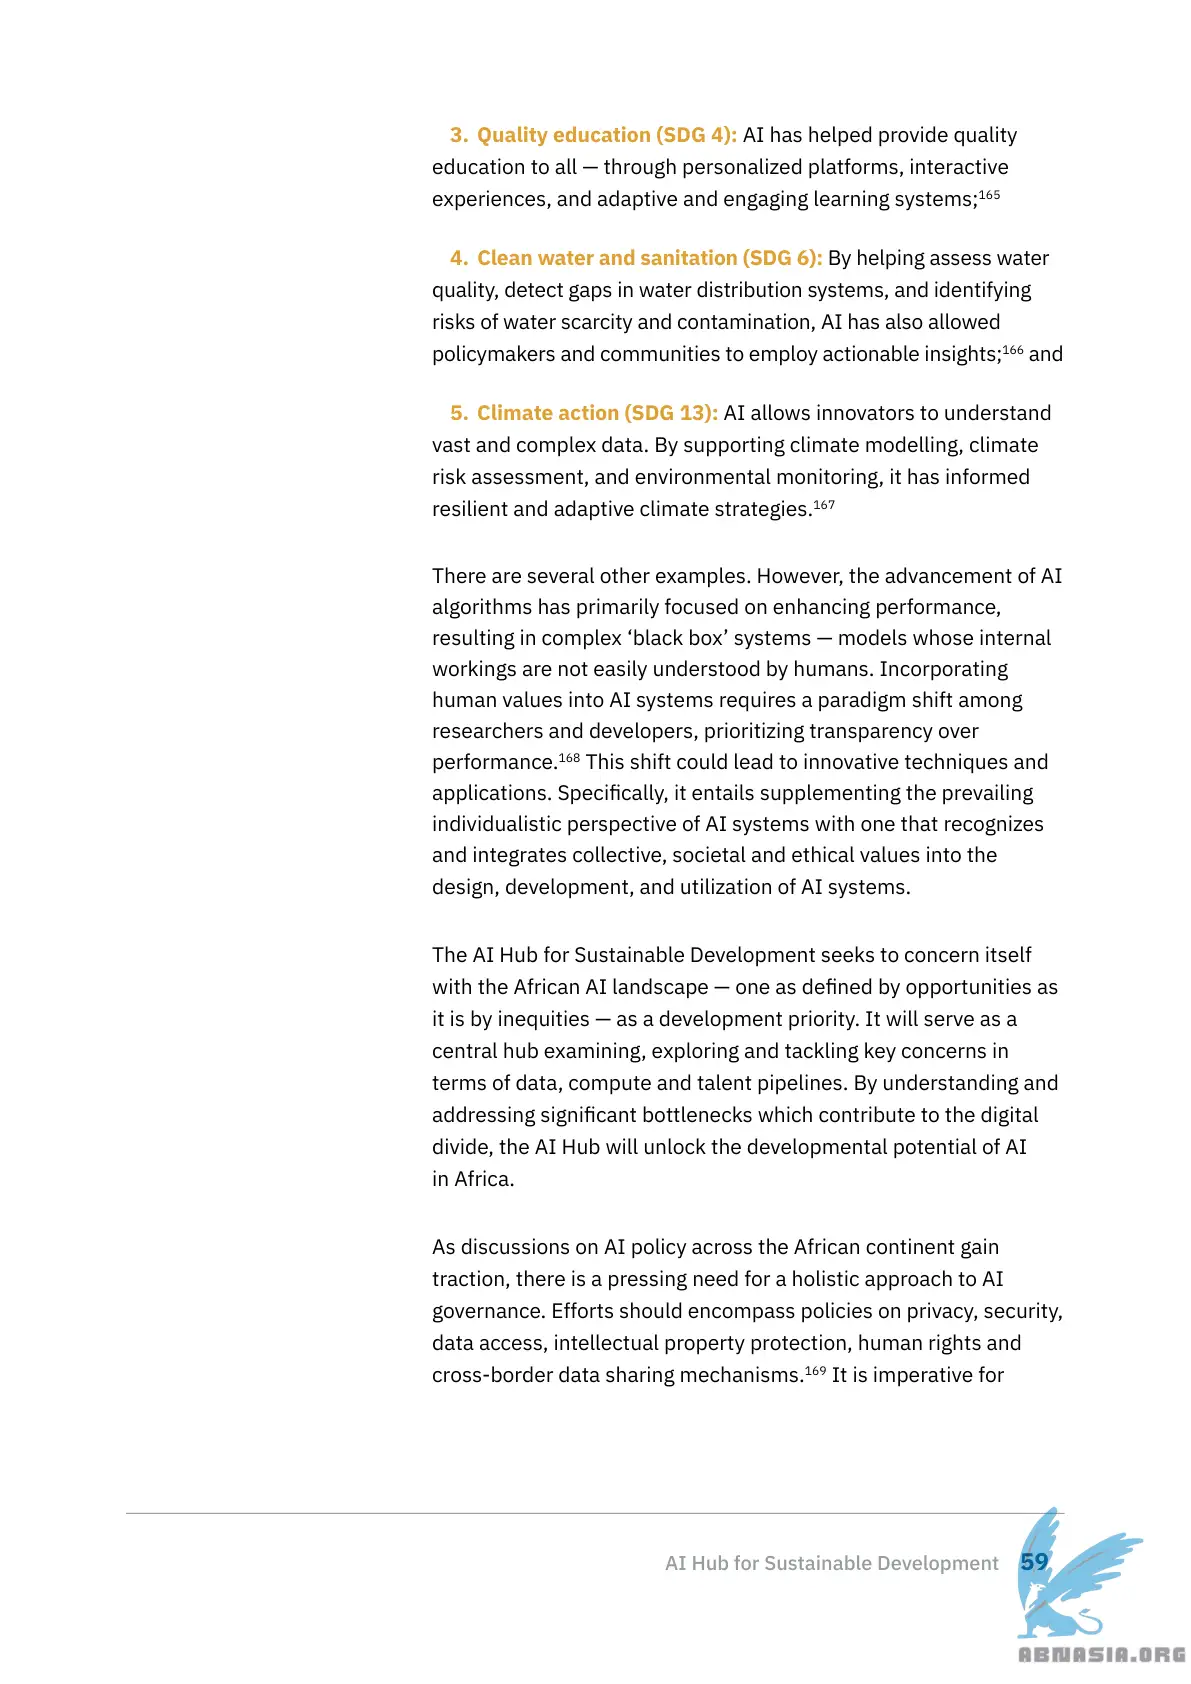 3. Quality education (SDG 4): AI has helped provide quality
education to all — through personalized platforms, interactive
experiences, and adaptive and engaging learning systems;165
4. Clean water and sanitation (SDG 6): By helping assess water
quality, detect gaps in water distribution systems, and identifying
risks of water scarcity and contamination, AI has also allowed
policymakers and communities to employ actionable insights;166 and
5. Climate action (SDG 13): AI allows innovators to understand
vast and complex data. By supporting climate modelling, climate
risk assessment, and environmental monitoring, it has informed
resilient and adaptive climate strategies.167
There are several other examples. However, the advancement of AI
algorithms has primarily focused on enhancing performance,
resulting in complex ‘black box’ systems — models whose internal
workings are not easily understood by humans. Incorporating
human values into AI systems requires a paradigm shift among
researchers and developers, prioritizing transparency over
performance.168 This shift could lead to innovative techniques and
applications. Specifically, it entails supplementing the prevailing
individualistic perspective of AI systems with one that recognizes
and integrates collective, societal and ethical values into the
design, development, and utilization of AI systems.
The AI Hub for Sustainable Development seeks to concern itself
with the African AI landscape — one as defined by opportunities as
it is by inequities — as a development priority. It will serve as a
central hub examining, exploring and tackling key concerns in
terms of data, compute and talent pipelines. By understanding and
addressing significant bottlenecks which contribute to the digital
divide, the AI Hub will unlock the developmental potential of AI
in Africa.
As discussions on AI policy across the African continent gain
traction, there is a pressing need for a holistic approach to AI
governance. Efforts should encompass policies on privacy, security,
data access, intellectual property protection, human rights and
cross-border data sharing mechanisms.169 It is imperative for
AI Hub for Sustainable Development 59
ABNASIA.ORG